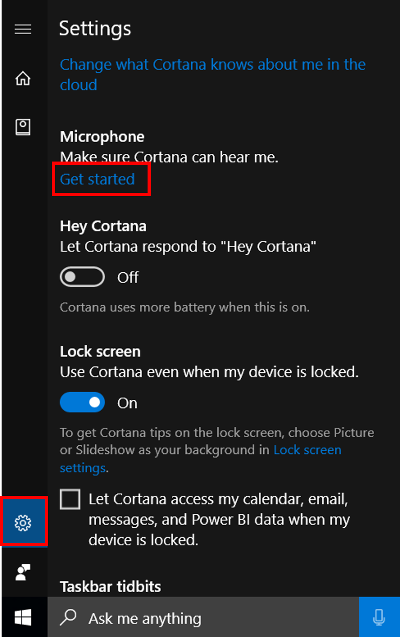 Settings
Change what Cortana knows about me in the
cloud
Microphone
Make sure Cortana can hear me.
Get started
Hey Cortana
Let Cortana respond to "Hey Cortana"
Off
Cortana uses more battery when this is on.
Lock screen
Use Cortana even when my device is locked.
On
To get Cortana tips on the lock screen, choose Picture
or Slideshow as your background in Lock screen
settings.
Let Cortana access my calendar, email,
messages, and Power BI data when my
device is locked.
Taskbar tidbits
Ask me anything